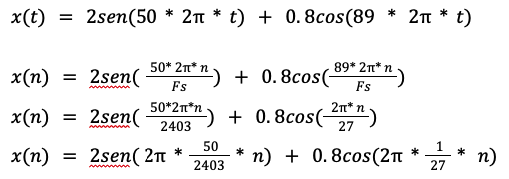 x(t) = 2sen(50 * 2π * t) + 0.8cos(89 * 2π * t)
x(n) = 2sen( 50* 2π* n / Fs ) + 0.8cos( 89* 2π* n / Fs )
x(n) = 2sen( 50*2π*n / 2403 ) + 0.8cos( 2π* n / 27 )
x(n) = 2sen( 2π * 50 / 2403 * n) + 0.8cos(2π * 1 / 27 * n)